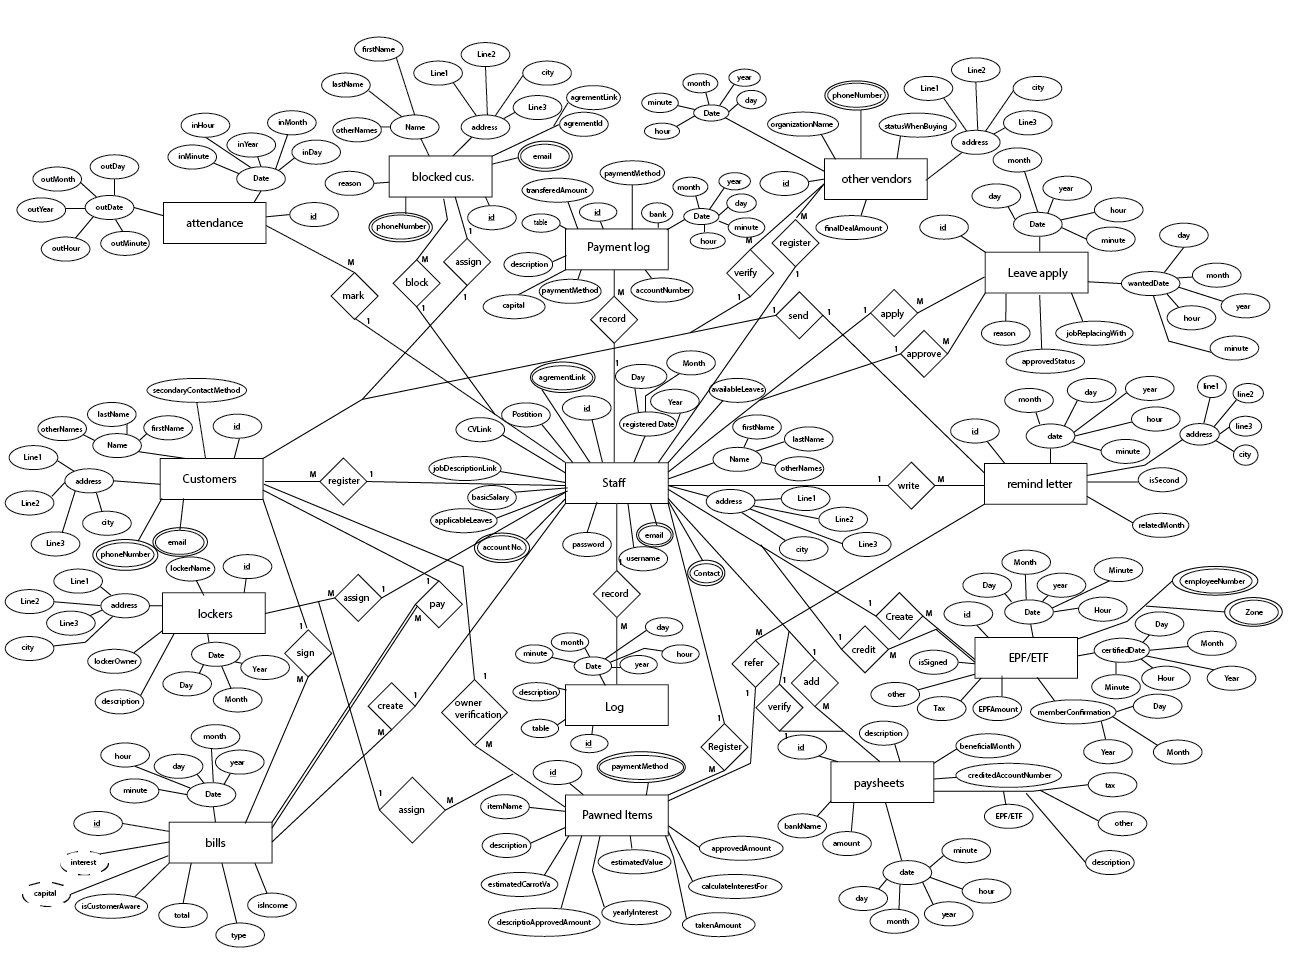 firstName
lastName
otherNames
Name
Line1
Line2
city
Line3
address
agrementLink
agrementId
email
blocked cus.
reason
phoneNumber
id
inHour
inMinute
inYear
inMonth
inDay
Date
outDay
outMonth
outYear
outHour
outMinute
outDate
attendance
id
M
mark
1
M
block
1
1
assign
1
paymentMethod
transferedAmount
id
table
bank
description
capital
paymentMethod
accountNumber
Payment log
month
year
day
minute
hour
Date
M
record
1
month
year
day
minute
hour
Date
organizationName
phoneNumber
statusWhenBuying
Line1
Line2
city
Line3
address
id
other vendors
finalDealAmount
M
register
1
M
verify
1
month
year
day
hour
minute
Date
id
Leave apply
day
month
year
hour
minute
wantedDate
reason
approvedStatus
jobReplacingWith
1
send
1
1
apply
M
1
approve
M
secondaryContactMethod
lastName
otherNames
firstName
Name
id
Line1
Line2
Line3
city
address
Customers
phoneNumber
email
M
register
1
agrementLink
Day
Month
Year
registered Date
availableLeaves
Postition
id
CVLink
jobDescriptionLink
basicSalary
applicableLeaves
account No.
Staff
firstName
lastName
otherNames
Name
address
Line1
Line2
Line3
city
password
username
email
Contact
1
write
M
id
month
day
year
hour
minute
date
line1
line2
line3
city
address
remind letter
isSecond
relatedMonth
lockerName
id
Line1
Line2
Line3
city
address
lockers
lockerOwner
description
Date
Day
Month
Year
M
assign
1
1
pay
M
1
sign
M
1
create
M
1
owner
verification
M
1
assign
M
1
record
M
month
day
minute
year
hour
Date
description
table
id
Log
M
refer
1
1
Register
M
1
verify
1
1
add
M
1
Create
M
1
credit
M
Month
Day
year
Minute
Hour
Date
id
employeeNumber
Zone
EPF/ETF
isSigned
other
Tax
EPFAmount
certifiedDate
Day
Month
Year
Hour
Minute
memberConfirmation
Day
Year
Month
month
hour
day
year
minute
Date
id
interest
capital
isCustomerAware
total
type
isIncome
bills
id
paymentMethod
itemName
description
estimatedCarrotVa
descriptioApprovedAmount
yearlyInterest
estimatedValue
takenAmount
calculateInterestFor
approvedAmount
Pawned Items
id
description
beneficialMonth
creditedAccountNumber
tax
other
description
EPF/ETF
paysheets
bankName
amount
date
minute
hour
year
month
day